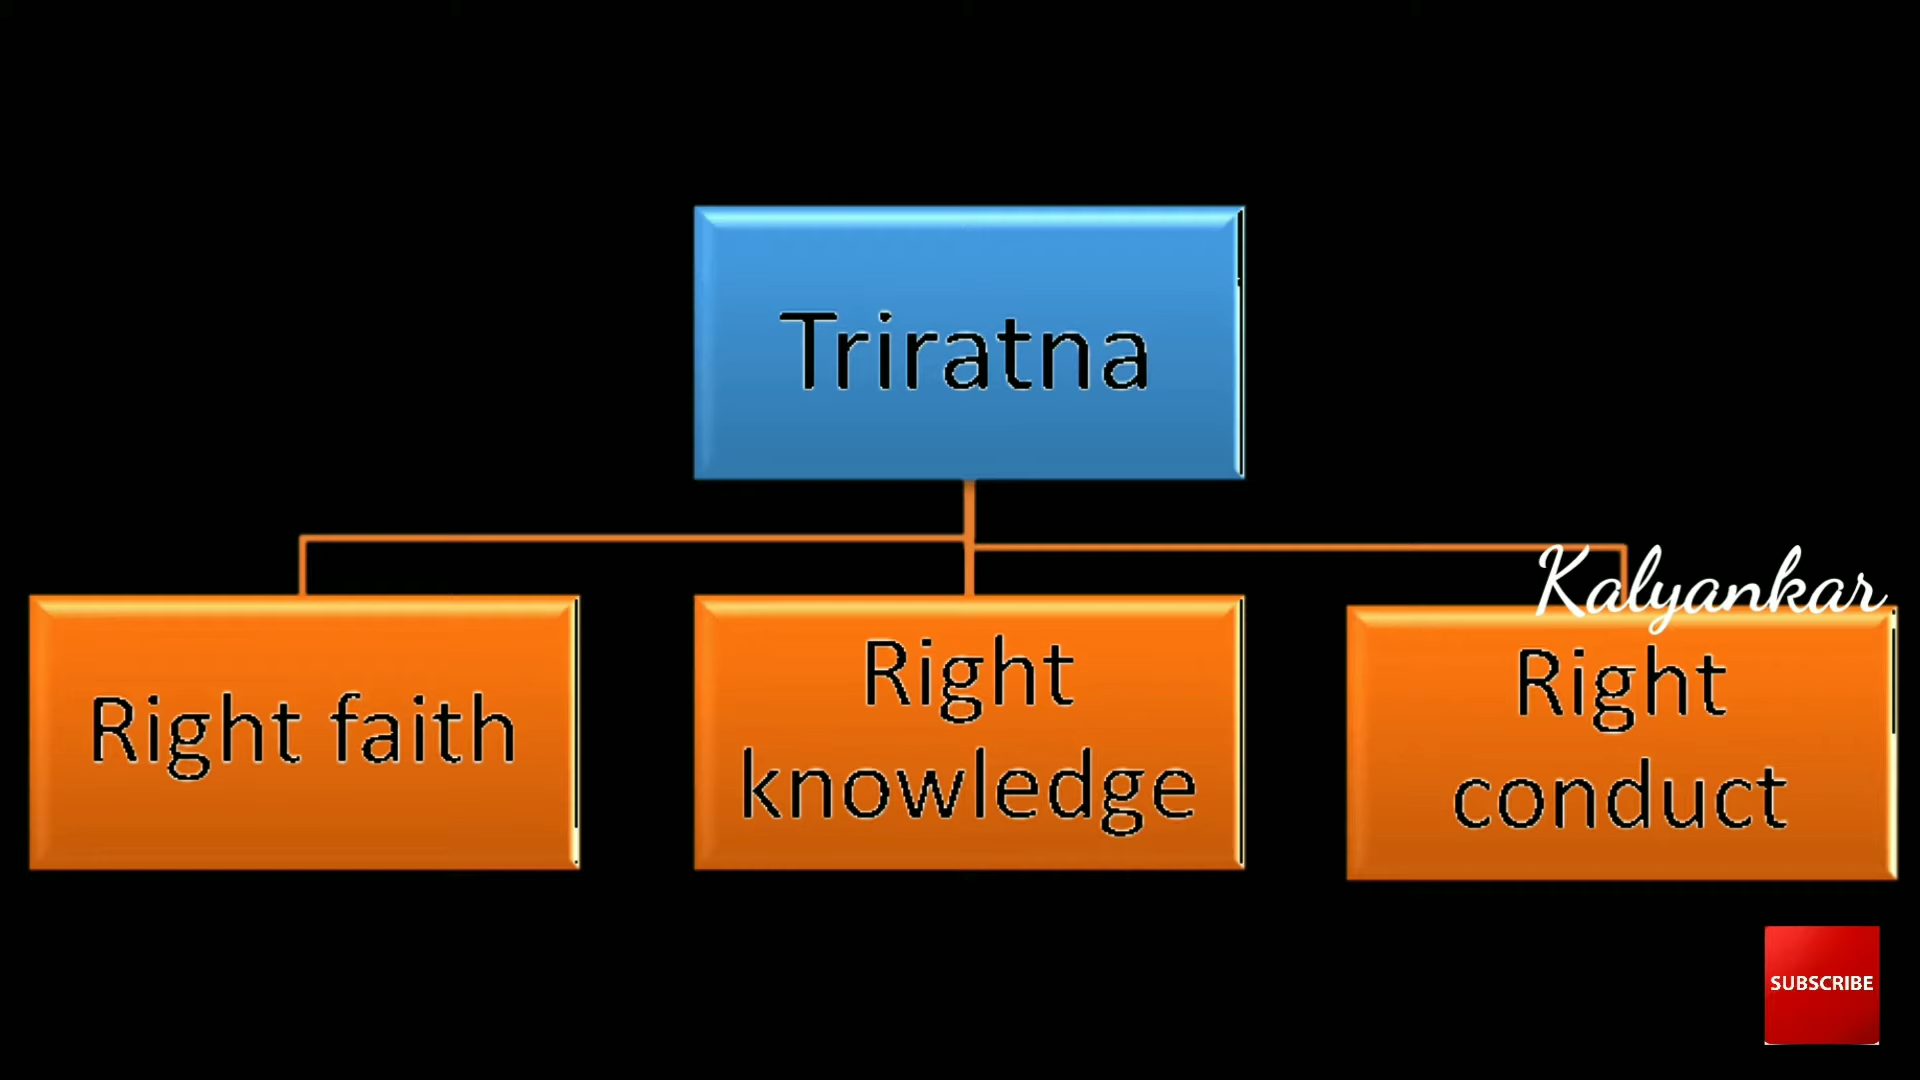 Triratna
Kalyankar
Right faith
Right
knowledge
Right
conduct
SUBSCRIBE